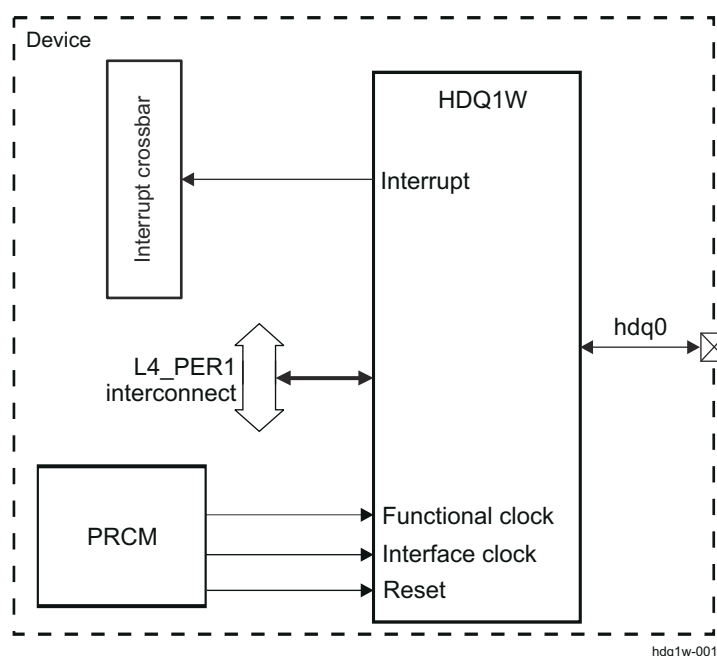 Device
HDQ1W
Interrupt crossbar
Interrupt
hdq0
L4_PER1
interconnect
PRCM
Functional clock
Interface clock
Reset
hdq1w-001